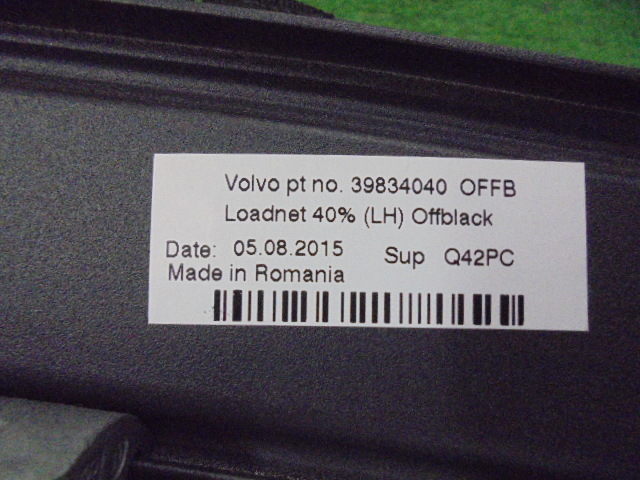 Volvo pt no. 39834040 OFFB
Loadnet 40% (LH) Offblack
Date: 05.08.2015 Sup Q42PC
Made in Romania